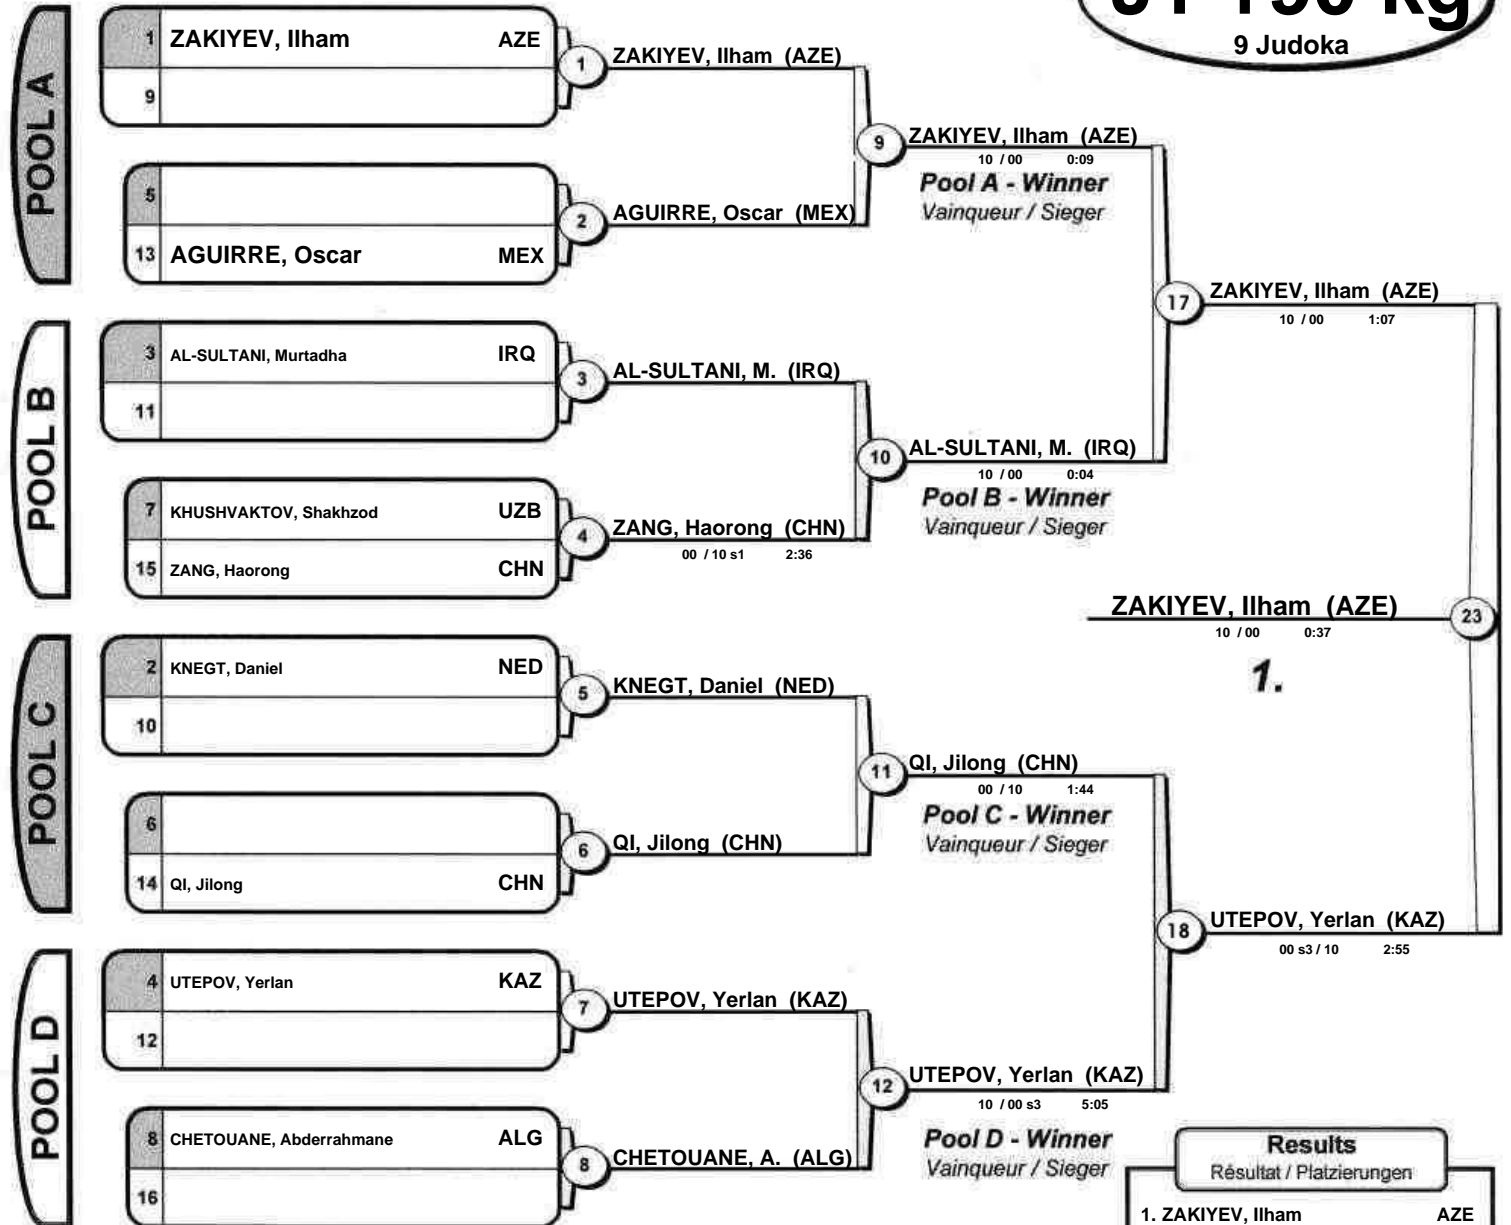 9 Judoka
POOL A
1 ZAKIYEV, Ilham AZE
9
1
ZAKIYEV, Ilham (AZE)
5
13 AGUIRRE, Oscar MEX
2
AGUIRRE, Oscar (MEX)
9
ZAKIYEV, Ilham (AZE)
10 / 00 0:09
Pool A - Winner
Vainqueur / Sieger
POOL B
3 AL-SULTANI, Murtadha IRQ
11
3
AL-SULTANI, M. (IRQ)
7 KHUSHVAKTOV, Shakhzod UZB
15 ZANG, Haorong CHN
4
ZANG, Haorong (CHN)
00 / 10 s1 2:36
10
AL-SULTANI, M. (IRQ)
10 / 00 0:04
Pool B - Winner
Vainqueur / Sieger
17
ZAKIYEV, Ilham (AZE)
10 / 00 1:07
ZAKIYEV, Ilham (AZE)
10 / 00 0:37
23
1.
POOL C
2 KNEGT, Daniel NED
10
5
KNEGT, Daniel (NED)
6
14 QI, Jilong CHN
6
QI, Jilong (CHN)
11
QI, Jilong (CHN)
00 / 10 1:44
Pool C - Winner
Vainqueur / Sieger
POOL D
4 UTEPOV, Yerlan KAZ
12
7
UTEPOV, Yerlan (KAZ)
8 CHETOUANE, Abderrahmane ALG
16
8
CHETOUANE, A. (ALG)
12
UTEPOV, Yerlan (KAZ)
10 / 00 s3 5:05
Pool D - Winner
Vainqueur / Sieger
18
UTEPOV, Yerlan (KAZ)
00 s3 / 10 2:55
Results
Résultat / Platzierungen
1. ZAKIYEV, Ilham AZE